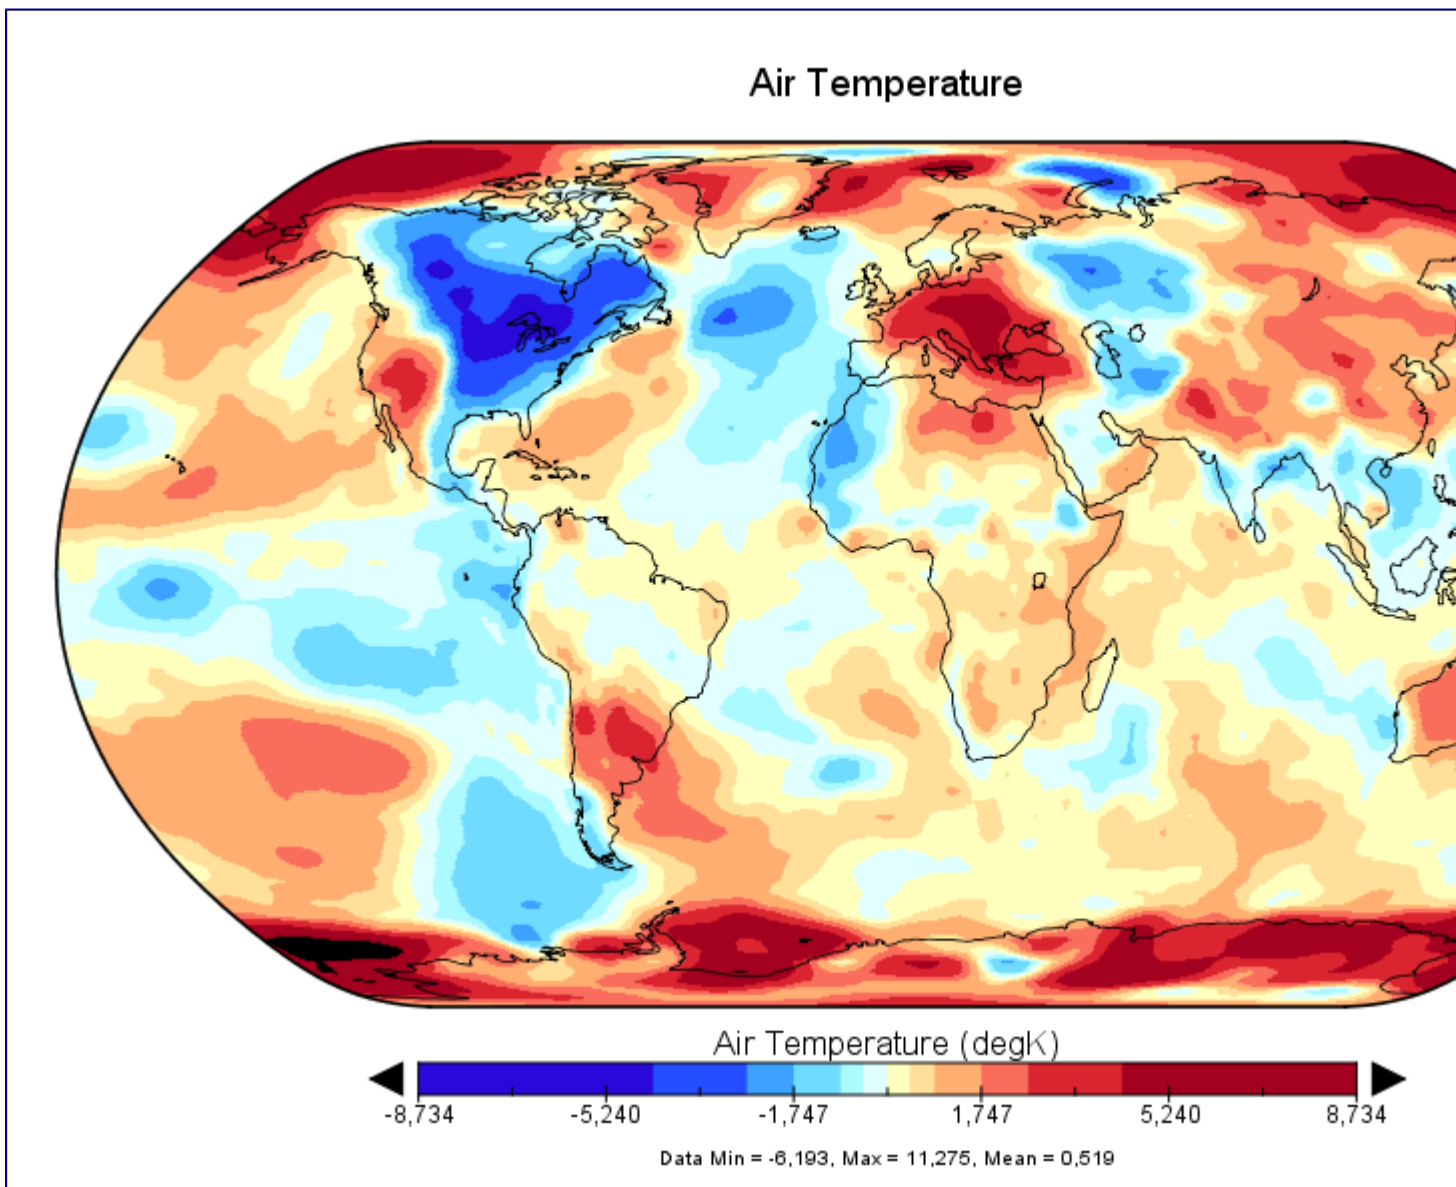 Air Temperature
Air Temperature (degK)
-8,734 -5,240 -1,747 1,747 5,240 8,734
Data Min = -6,193, Max = 11,275, Mean = 0,519